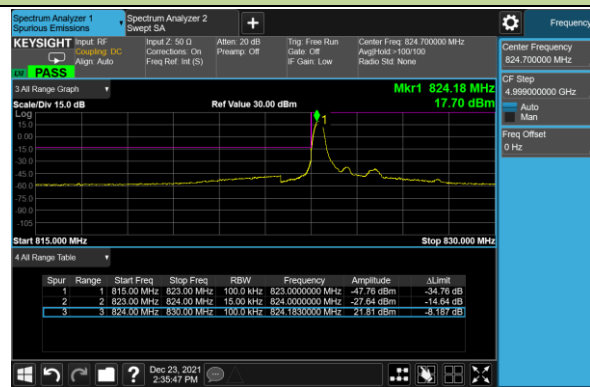 Spectrum Analyzer 1
Spurious Emissions
Spectrum Analyzer 2
Swept SA
Frequency
KEYSIGHT
Input: RF
Coupling: DC
Align: Auto
Input Z: 50 Ω
Corrections: On
Freq Ref: Int (S)
Atten: 20 dB
Preamp: Off
Trig: Free Run
Gate: Off
IF Gain: Low
Center Freq: 824.700000 MHz
Avg|Hold:>100/100
Radio Std: None
PASS
Center Frequency
824.700000 MHz
CF Step
4.999000000 GHz
Auto
Man
Freq Offset
0 Hz
3 All Range Graph
Mkr1 824.18 MHz
Scale/Div 15.0 dB
Ref Value 30.00 dBm
17.70 dBm
Log
15.0
0.00
-15.0
-30.0
-45.0
-60.0
-75.0
-90.0
-105
1
Start 815.000 MHz
Stop 830.000 MHz
4 All Range Table
Spur Range Start Freq Stop Freq RBW Frequency Amplitude ΔLimit
1 1 815.00 MHz 823.00 MHz 100.0 kHz 823.0000000 MHz -47.76 dBm -34.76 dB
2 2 823.00 MHz 824.00 MHz 15.00 kHz 824.0000000 MHz -27.64 dBm -14.64 dB
3 3 824.00 MHz 830.00 MHz 100.0 kHz 824.1830000 MHz 21.81 dBm -8.187 dB
?
Dec 23, 2021
2:35:47 PM